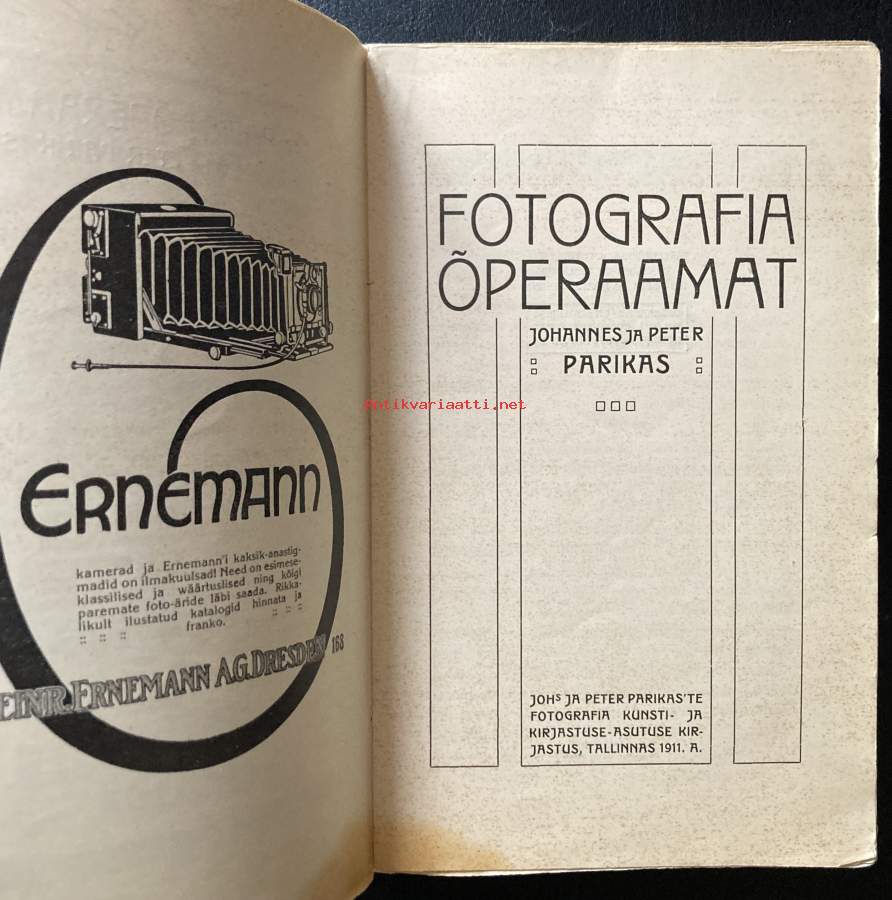 ERNEMANN
kamerad ja Ernemann'i kaksik-anastig-
madid on ilmakuulsad! Need on esimese-
klassilised ja wäärtuslised ning kõigi
paremate foto-äride läbi saada. Rikka-
likult ilustatud katalogid hinnata ja
franko.
HEINR. ERNEMANN A.G. DRESDEN 168
FOTOGRAFIA
ÕPERAAMAT
JOHANNES JA PETER
PARIKAS
antikvariaatti.net
JOHS JA PETER PARIKAS'TE
FOTOGRAFIA KUNSTI- JA
KIRJASTUSE-ASUTUSE KIR-
JASTUS, TALLINNAS 1911. A.